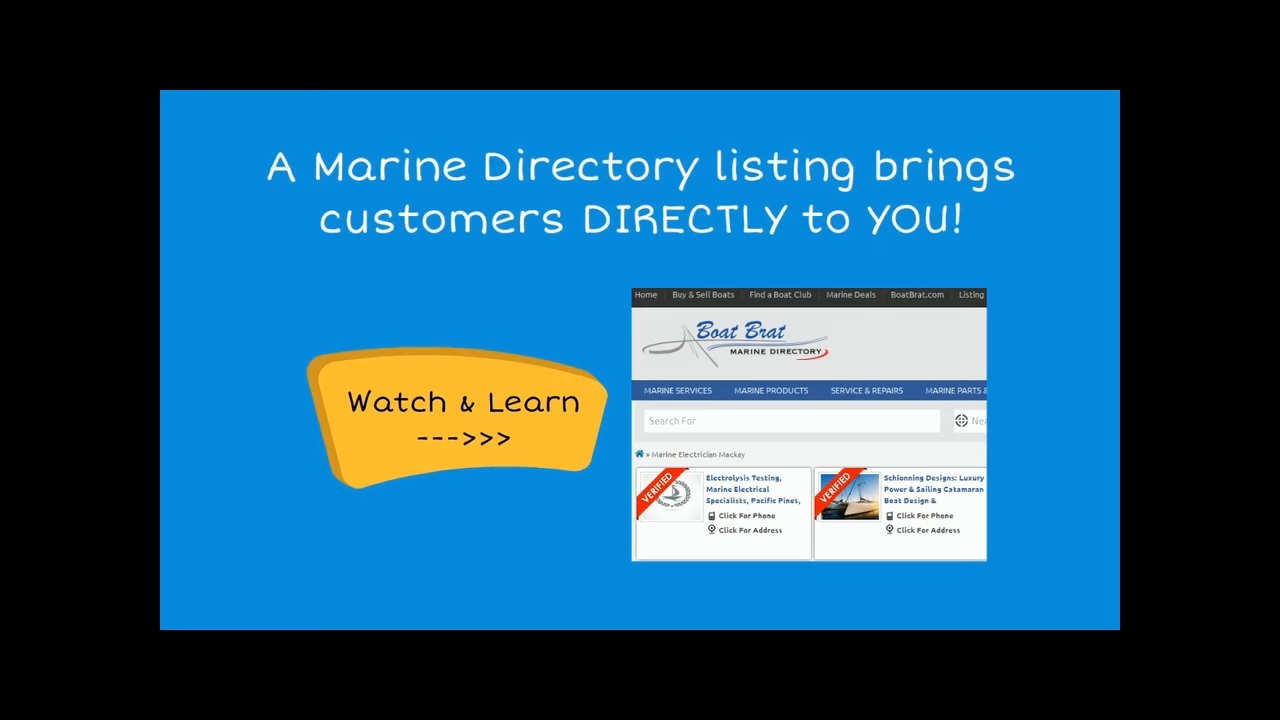 A Marine Directory listing brings
customers DIRECTLY to YOU!
Watch & Learn
--->>>
Home Buy & Sell Boats Find a Boat Club Marine Deals BoatBrat.com Listing
Boat Brat
MARINE DIRECTORY
MARINE SERVICES MARINE PRODUCTS SERVICE & REPAIRS MARINE PARTS &
Search For Nea
» Marine Electrician Mackay
VERIFIED
Electrolysis Testing,
Marine Electrical
Specialists, Pacific Pines,
Click For Phone
Click For Address
VERIFIED
Schionning Designs: Luxury
Power & Sailing Catamaran
Boat Design &
Click For Phone
Click For Address